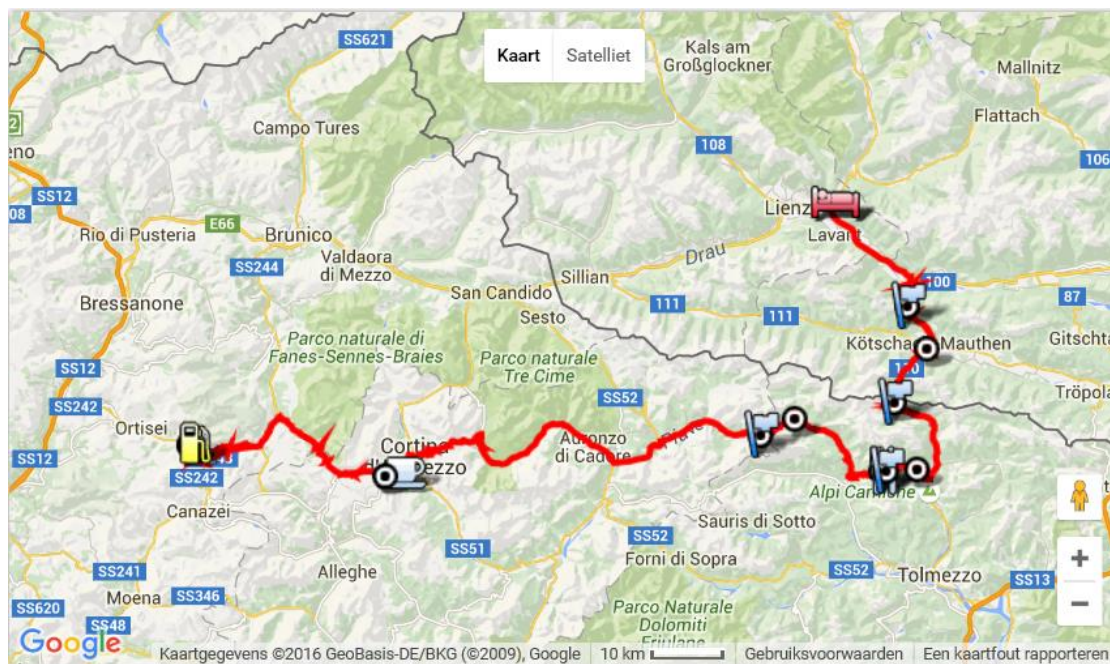 SS621
Kaart
Satelliet
Kals am
Großglockner
Mallnitz
Campo Tures
Flattach
108
106
SS12
E66
Rio di Pusteria
Brunico
Lienz
Lavant
SS244
Valdaora
di Mezzo
Drau
Sillian
Bressanone
San Candido
111
100
87
Sesto
111
Kötschach
Mauthen
Gitschta
Parco naturale di
Fanes-Sennes-Braies
Parco naturale
Tre Cime
SS12
110
Tröpola
SS242
SS52
Ortisei
SS12
Auronzo
di Cadore
Piave
SS242
Canazei
Alpi Carniche
Sauris di Sotto
SS51
SS52
Forni di Sopra
SS241
Alleghe
SS52
Tolmezzo
SS13
Moena
SS346
SS620
SS48
Parco Naturale
Dolomiti
Friulane
Google
Kaartgegevens ©2016 GeoBasis-DE/BKG (©2009), Google
10 km
Gebruiksvoorwaarden
Een kaartfout rapporteren